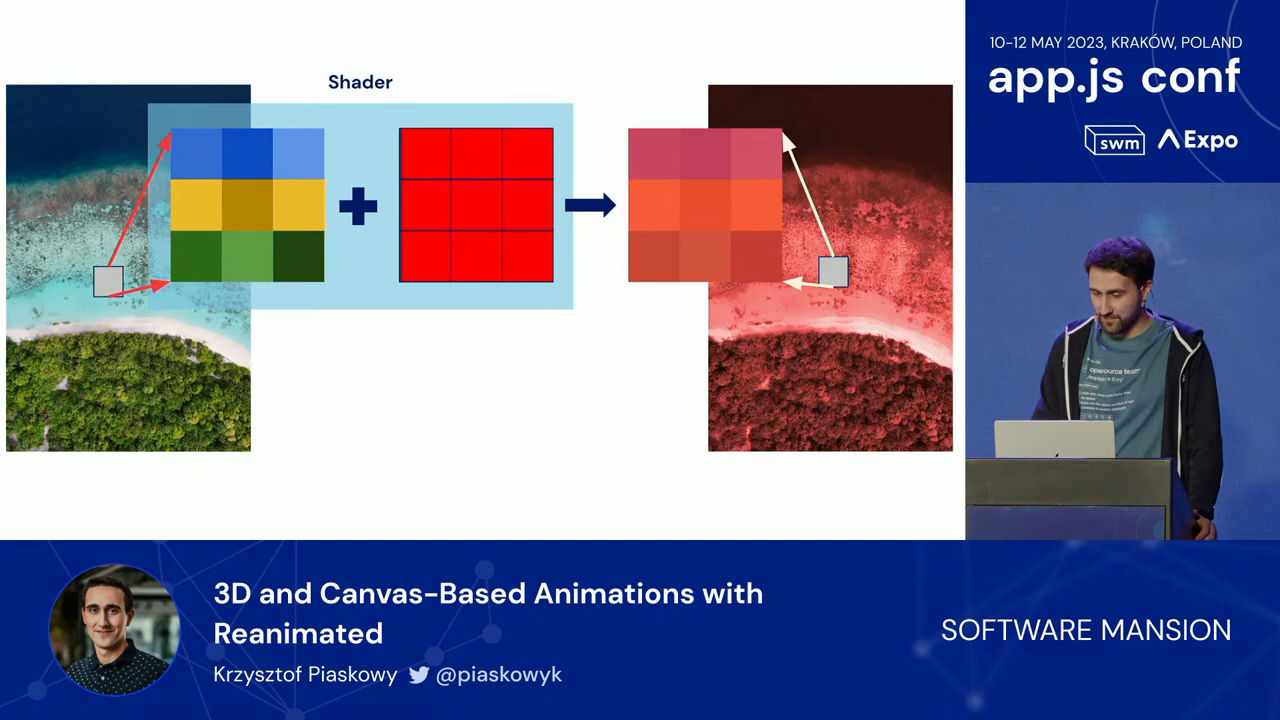 Shader
10-12 MAY 2023, KRAKÓW, POLAND
app.js conf
swm
Expo
3D and Canvas-Based Animations with
Reanimated
Krzysztof Piaskowy @piaskowyk
SOFTWARE MANSION